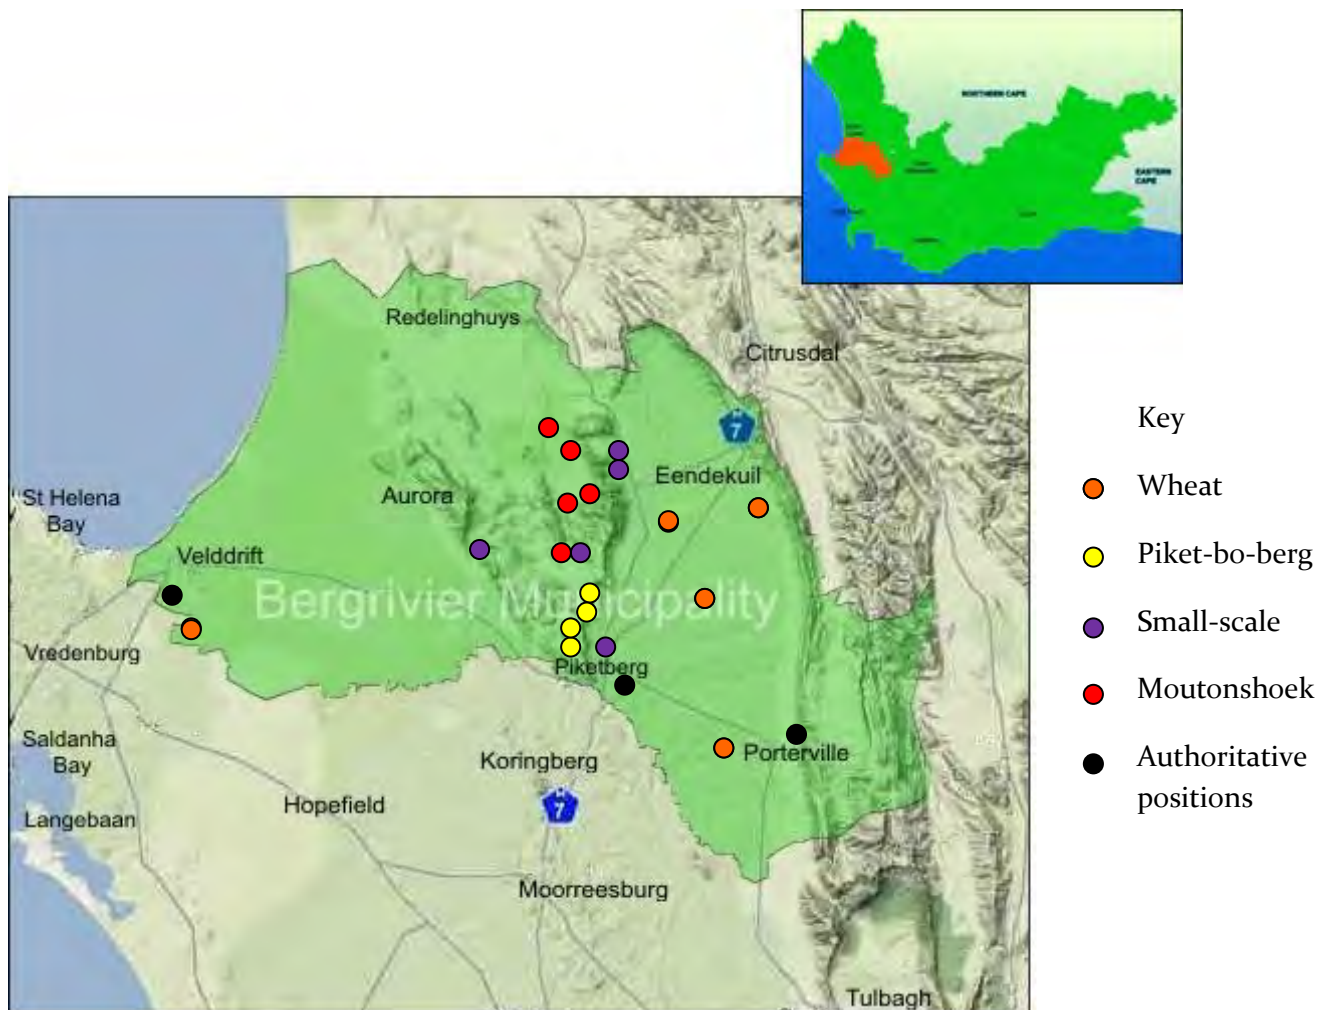 NORTHERN CAPE
EASTERN
CAPE
Redelinghuys
Citrusdal
7
Eendekuil
Aurora
St Helena
Bay
Velddrift
Bergrivier Municipality
Vredenburg
Piketberg
Saldanha
Bay
Koringberg
Porterville
7
Hopefield
Langebaan
Moorreesburg
Tulbagh
Key
Wheat
Piket-bo-berg
Small-scale
Moutonshoek
Authoritative
positions